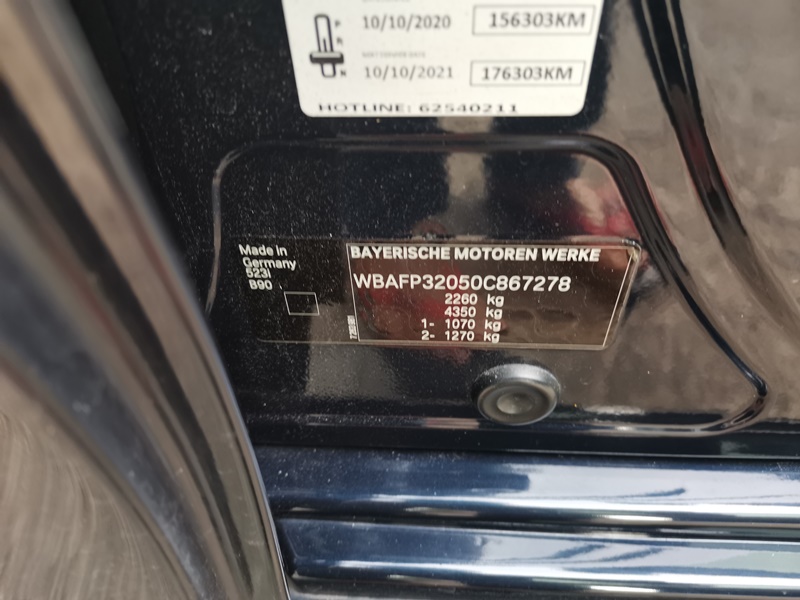 10/10/2020 156303KM
10/10/2021 176303KM
HOTLINE: 62540211
P
R
N
Made in
Germany
523i
B90
BAYERISCHE MOTOREN WERKE
WBAFP32050C867278
2260 kg
4350 kg
1- 1070 kg
2- 1270 kg